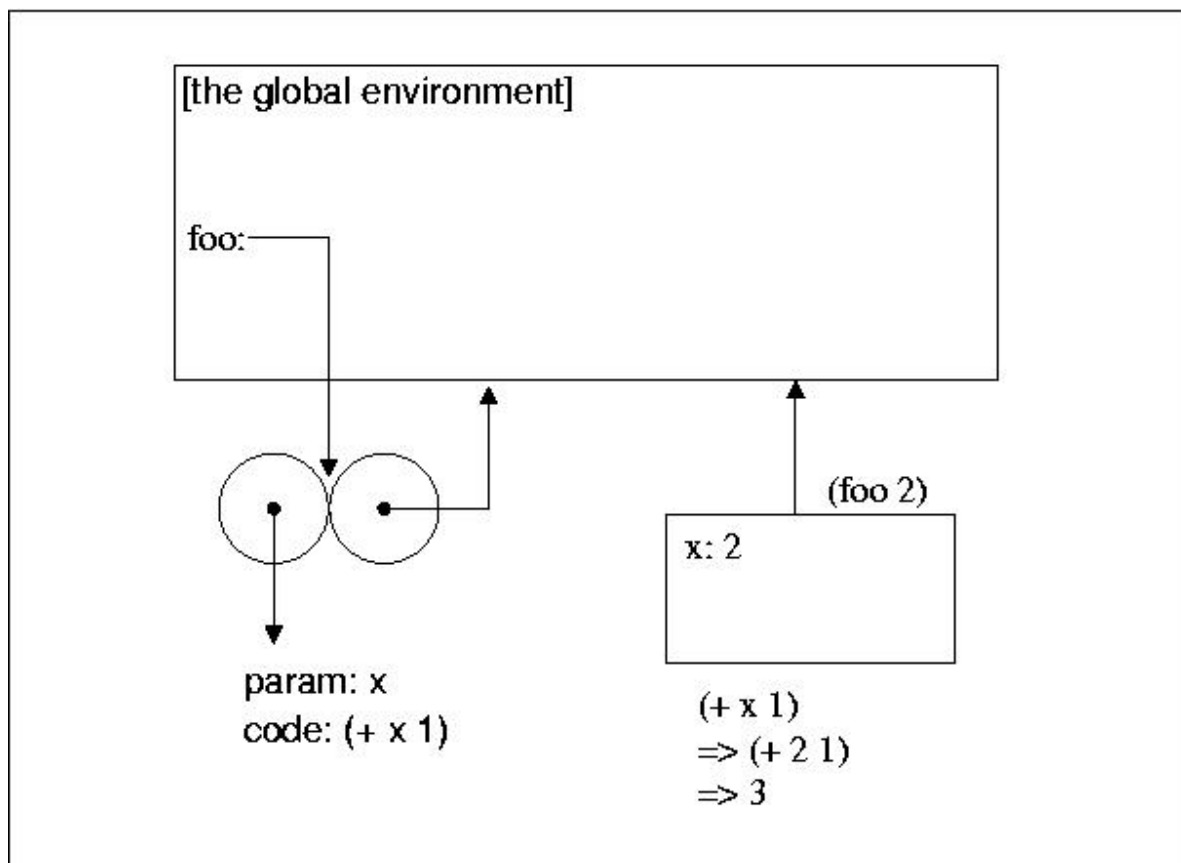 [the global environment]
foo:
(foo 2)
x: 2
param: x
code: (+ x 1)
(+ x 1)
=> (+ 2 1)
=> 3